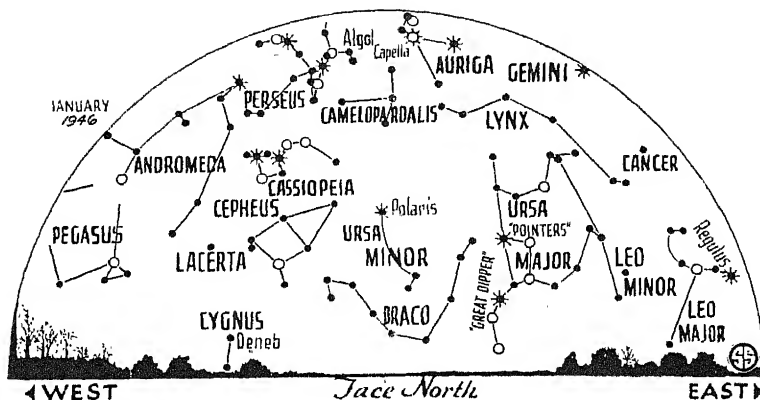 Algol
Capella
AURIGA
GEMINI
JANUARY
1946
PERSEUS
CAMELOPARDALIS
LYNX
ANDROMEDA
CANCER
CASSIOPEIA
CEPHEUS
Polaris
URSA
"POINTERS"
MAJOR
PEGASUS
URSA
MINOR
Regulus
LACERTA
LEO
MINOR
"GREAT DIPPER"
DRACO
LEO
MAJOR
CYGNUS
Deneb
WEST
Face North
EAST